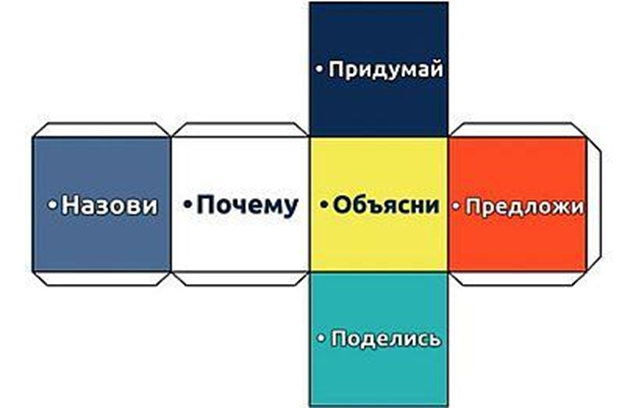 • Придумай
• Назови
• Почему
• Объясни
• Предложи
• Поделись